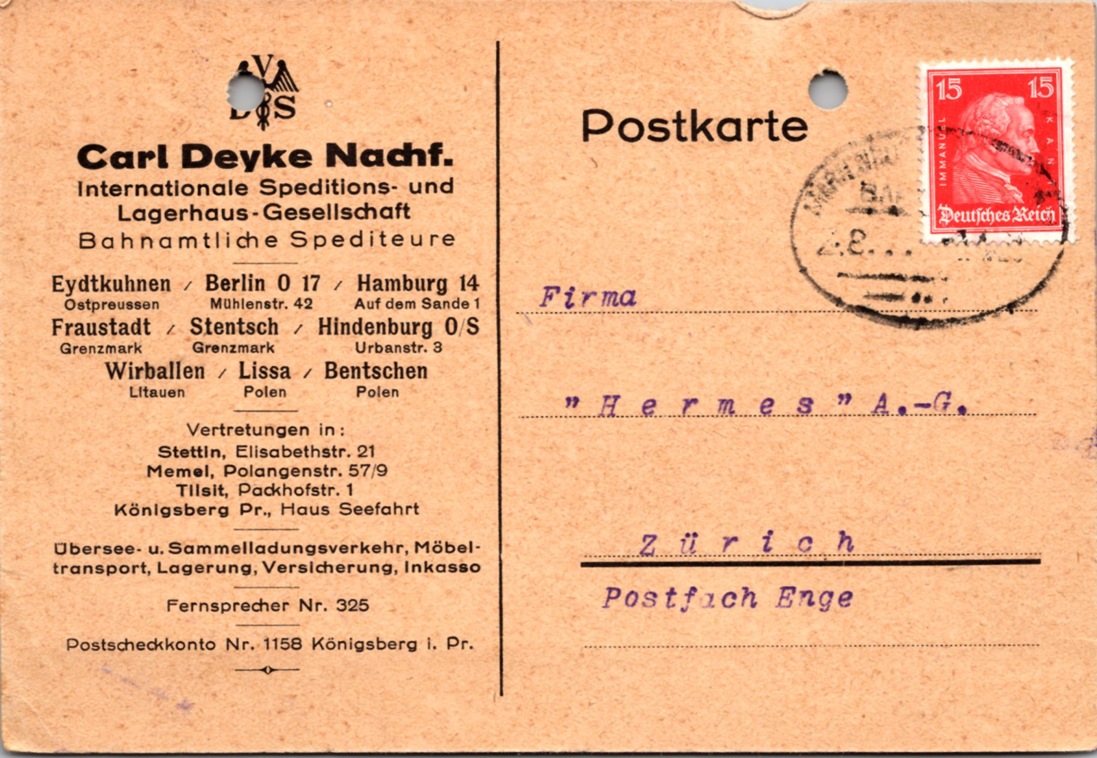 V
D S
Carl Deyke Nachf.
Internationale Speditions- und
Lagerhaus-Gesellschaft
Bahnamtliche Spediteure
Eydtkuhnen / Berlin O 17 / Hamburg 14
Ostpreussen Mühlenstr. 42 Auf dem Sande 1
Fraustadt / Stentsch / Hindenburg O/S
Grenzmark Grenzmark Urbanstr. 3
Wirballen / Lissa / Bentschen
Litauen Polen Polen
Vertretungen in:
Stettin, Elisabethstr. 21
Memel, Polangenstr. 57/9
Tilsit, Packhofstr. 1
Königsberg Pr., Haus Seefahrt
Übersee- u. Sammelladungsverkehr, Möbel-
transport, Lagerung, Versicherung, Inkasso
Fernsprecher Nr. 325
Postscheckkonto Nr. 1158 Königsberg i. Pr.
Postkarte
15 15
IMMANUEL KANT
Deutsches Reich
Firma
"Hermes" A.-G.
Zürich
Postfach Enge